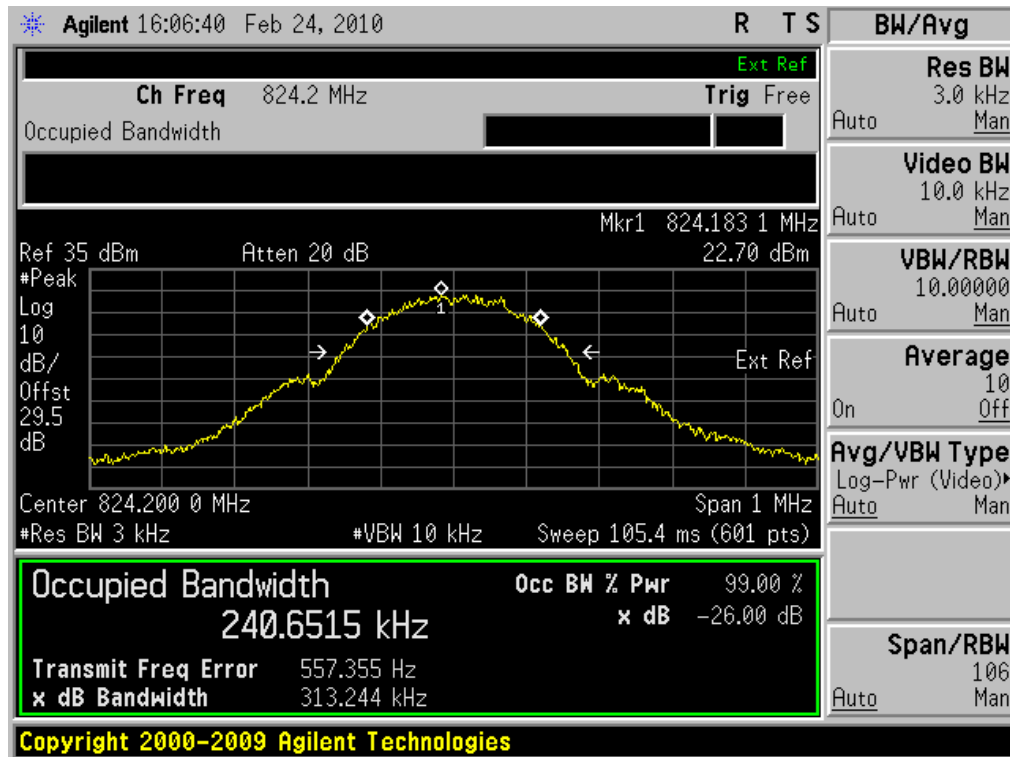 Agilent 16:06:40 Feb 24, 2010 R T S
Ext Ref
Ch Freq 824.2 MHz Trig Free
Occupied Bandwidth
Mkr1 824.183 1 MHz
Ref 35 dBm Atten 20 dB 22.70 dBm
#Peak
Log
10
dB/
Offst
29.5
dB
1
Ext Ref
Center 824.200 0 MHz Span 1 MHz
#Res BW 3 kHz #VBW 10 kHz Sweep 105.4 ms (601 pts)
Occupied Bandwidth Occ BW % Pwr 99.00 %
240.6515 kHz x dB -26.00 dB
Transmit Freq Error 557.355 Hz
x dB Bandwidth 313.244 kHz
BW/Avg
Res BW
3.0 kHz
Auto Man
Video BW
10.0 kHz
Auto Man
VBW/RBW
10.00000
Auto Man
Average
10
On Off
Avg/VBW Type
Log-Pwr (Video)
Auto Man
Span/RBW
106
Auto Man
Copyright 2000-2009 Agilent Technologies